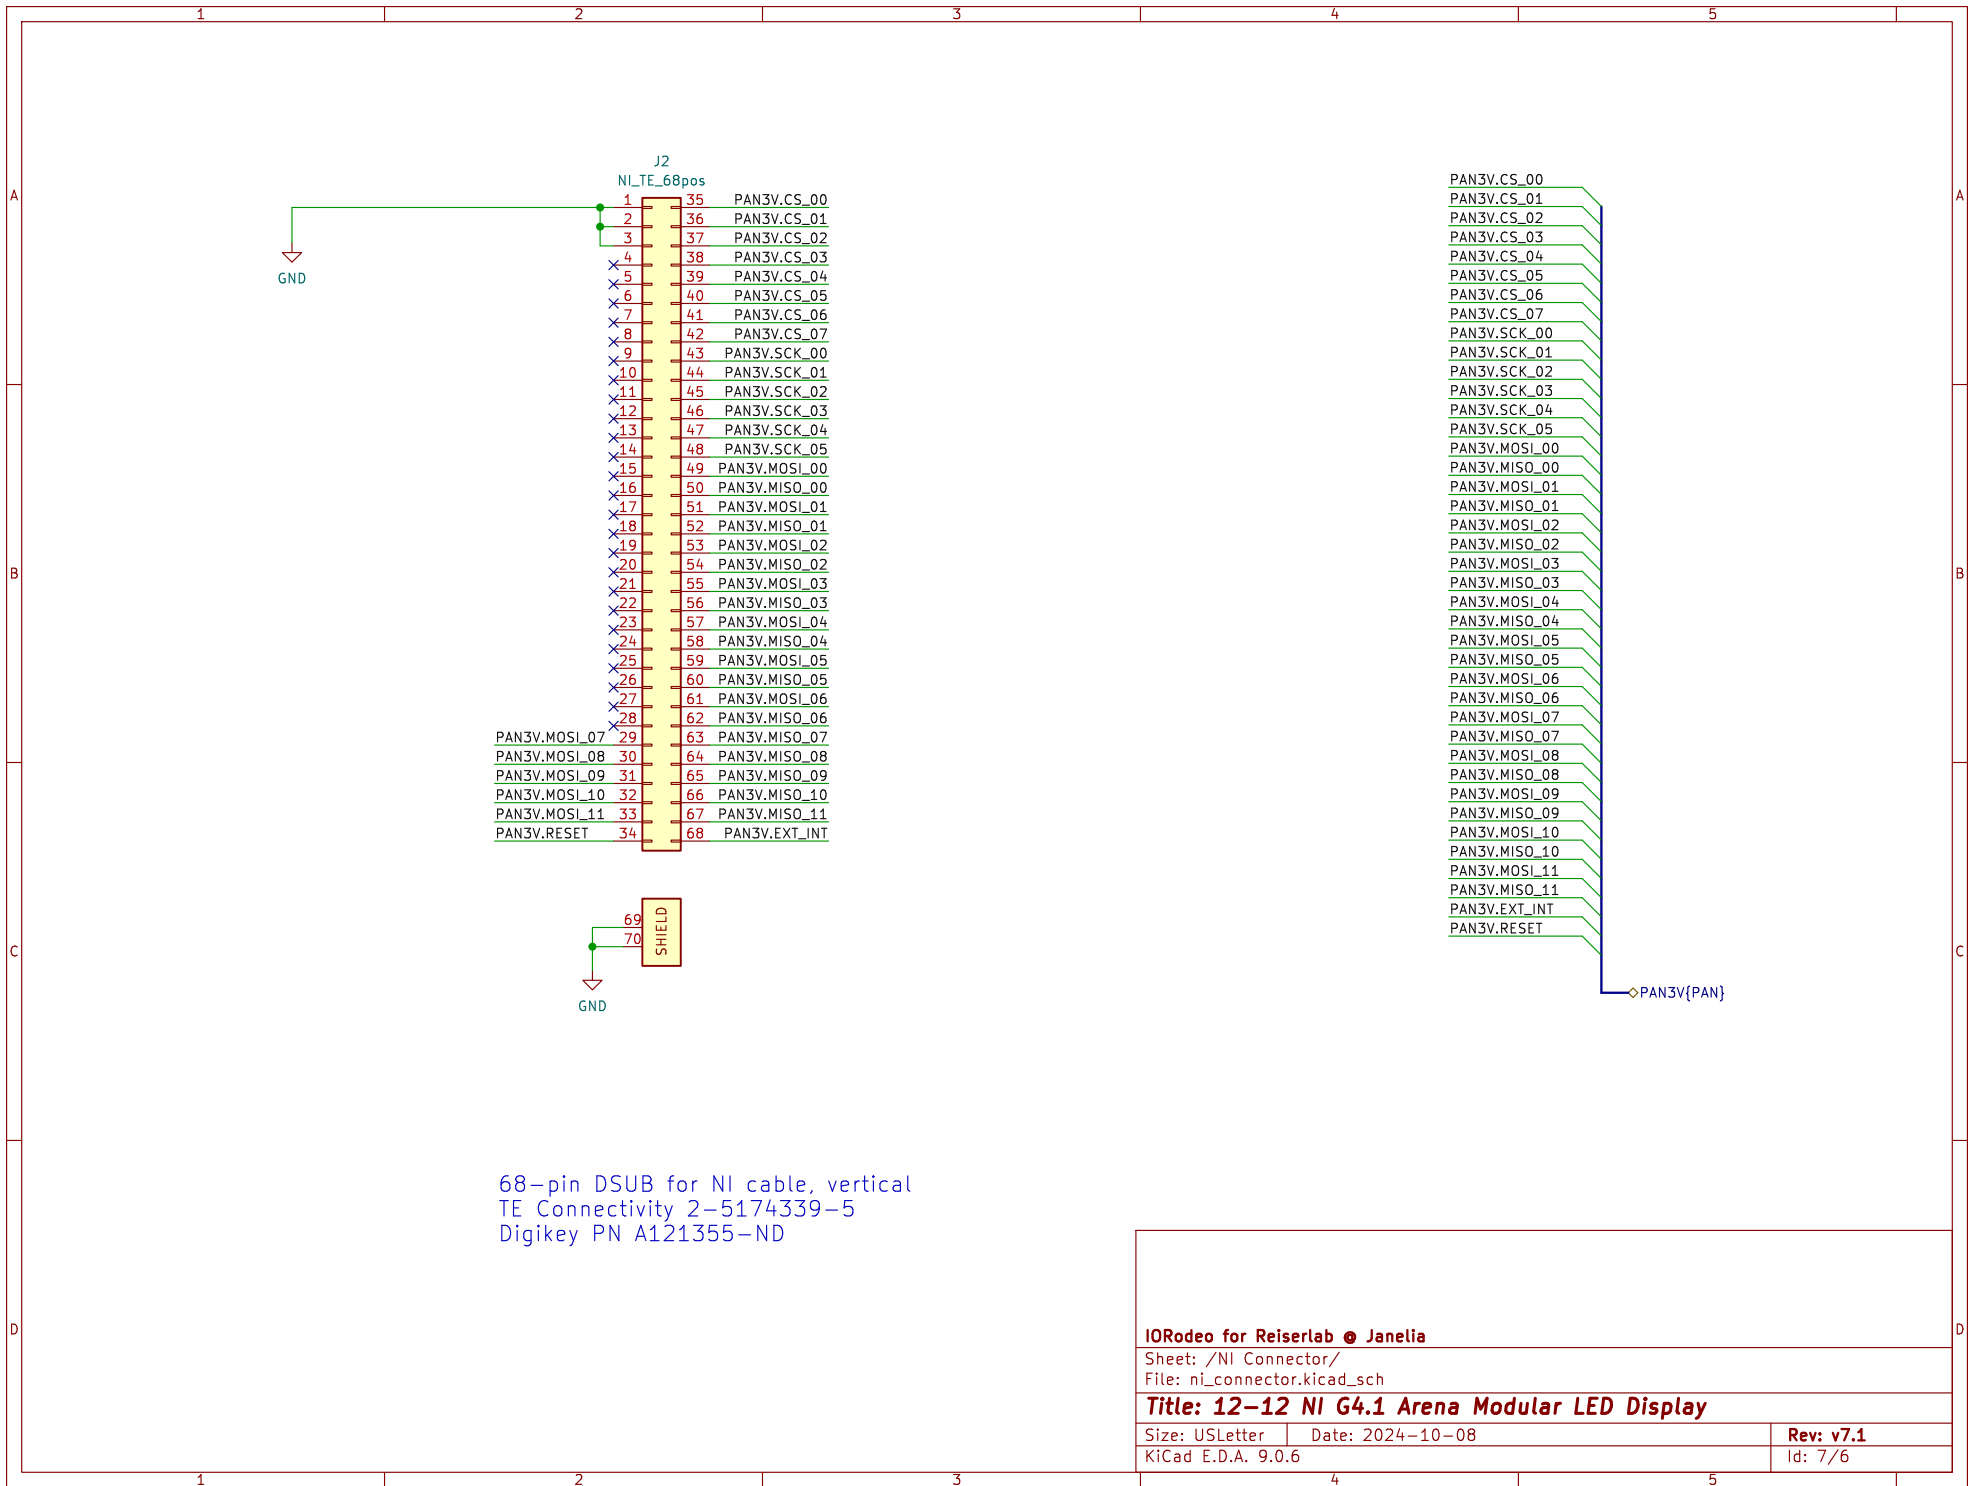 1 2 3 4 5
A A
B B
C C
D D
J2
NI_TE_68pos
1 35 PAN3V.CS_00
2 36 PAN3V.CS_01
3 37 PAN3V.CS_02
4 38 PAN3V.CS_03
5 39 PAN3V.CS_04
6 40 PAN3V.CS_05
7 41 PAN3V.CS_06
8 42 PAN3V.CS_07
9 43 PAN3V.SCK_00
10 44 PAN3V.SCK_01
11 45 PAN3V.SCK_02
12 46 PAN3V.SCK_03
13 47 PAN3V.SCK_04
14 48 PAN3V.SCK_05
15 49 PAN3V.MOSI_00
16 50 PAN3V.MISO_00
17 51 PAN3V.MOSI_01
18 52 PAN3V.MISO_01
19 53 PAN3V.MOSI_02
20 54 PAN3V.MISO_02
21 55 PAN3V.MOSI_03
22 56 PAN3V.MISO_03
23 57 PAN3V.MOSI_04
24 58 PAN3V.MISO_04
25 59 PAN3V.MOSI_05
26 60 PAN3V.MISO_05
27 61 PAN3V.MOSI_06
28 62 PAN3V.MISO_06
PAN3V.MOSI_07 29 63 PAN3V.MISO_07
PAN3V.MOSI_08 30 64 PAN3V.MISO_08
PAN3V.MOSI_09 31 65 PAN3V.MISO_09
PAN3V.MOSI_10 32 66 PAN3V.MISO_10
PAN3V.MOSI_11 33 67 PAN3V.MISO_11
PAN3V.RESET 34 68 PAN3V.EXT_INT
GND
69
70
SHIELD
GND
PAN3V.CS_00
PAN3V.CS_01
PAN3V.CS_02
PAN3V.CS_03
PAN3V.CS_04
PAN3V.CS_05
PAN3V.CS_06
PAN3V.CS_07
PAN3V.SCK_00
PAN3V.SCK_01
PAN3V.SCK_02
PAN3V.SCK_03
PAN3V.SCK_04
PAN3V.SCK_05
PAN3V.MOSI_00
PAN3V.MISO_00
PAN3V.MOSI_01
PAN3V.MISO_01
PAN3V.MOSI_02
PAN3V.MISO_02
PAN3V.MOSI_03
PAN3V.MISO_03
PAN3V.MOSI_04
PAN3V.MISO_04
PAN3V.MOSI_05
PAN3V.MISO_05
PAN3V.MOSI_06
PAN3V.MISO_06
PAN3V.MOSI_07
PAN3V.MISO_07
PAN3V.MOSI_08
PAN3V.MISO_08
PAN3V.MOSI_09
PAN3V.MISO_09
PAN3V.MOSI_10
PAN3V.MISO_10
PAN3V.MOSI_11
PAN3V.MISO_11
PAN3V.EXT_INT
PAN3V.RESET
PAN3V{PAN}
68-pin DSUB for NI cable, vertical
TE Connectivity 2-5174339-5
Digikey PN A121355-ND
IORodeo for Reiserlab @ Janelia
Sheet: /NI Connector/
File: ni_connector.kicad_sch
Title: 12-12 NI G4.1 Arena Modular LED Display
Size: USLetter Date: 2024-10-08 Rev: v7.1
KiCad E.D.A. 9.0.6 Id: 7/6
1 2 3 4 5